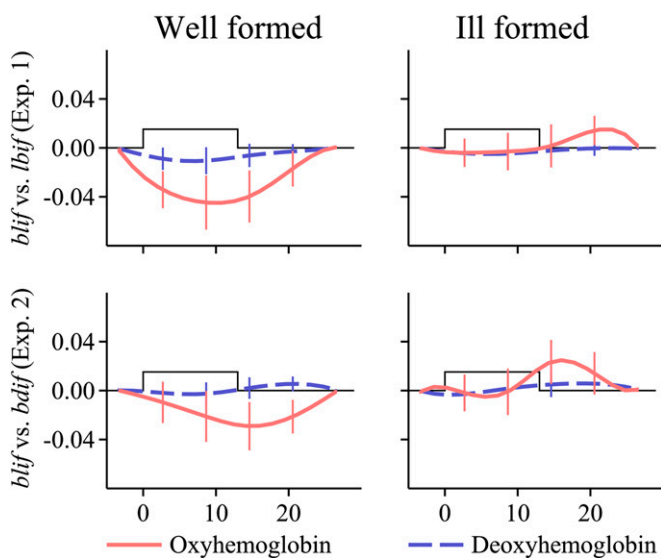 Well formed
Ill formed
blif vs. lbif (Exp. 1)
0.04
0.00
-0.04
blif vs. bdif (Exp. 2)
0.04
0.00
-0.04
0 10 20
0 10 20
Oxyhemoglobin
Deoxyhemoglobin